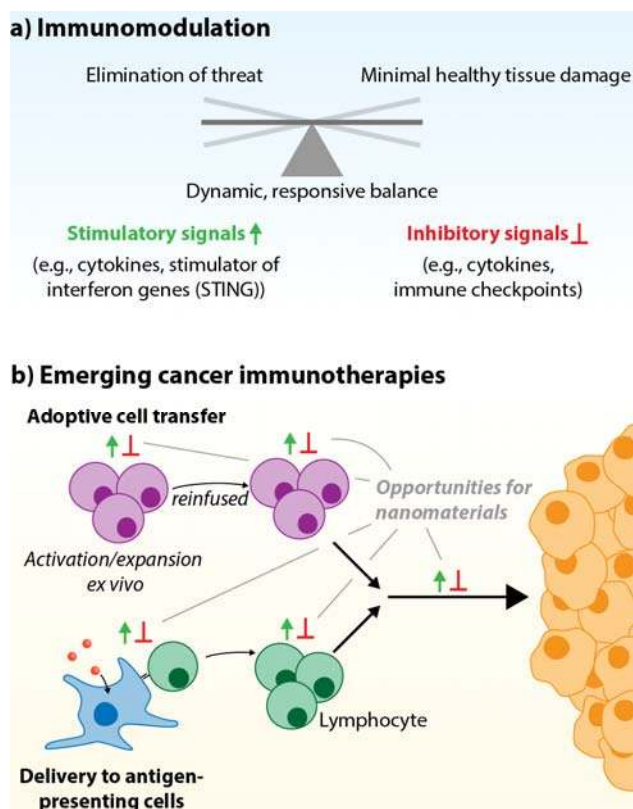 a) Immunomodulation
Elimination of threat
Minimal healthy tissue damage
Dynamic, responsive balance
Stimulatory signals
(e.g., cytokines, stimulator of
interferon genes (STING))
Inhibitory signals
(e.g., cytokines,
immune checkpoints)
b) Emerging cancer immunotherapies
Adoptive cell transfer
reinfused
Opportunities for
nanomaterials
Activation/expansion
ex vivo
Lymphocyte
Delivery to antigen-
presenting cells